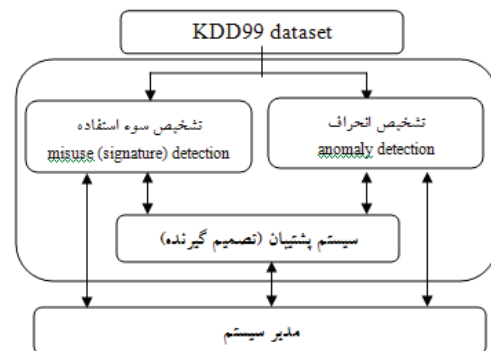 KDD99 dataset
تشخیص سوء استفاده
misuse (signature) detection
تشخیص انحراف
anomaly detection
سیستم پشتیبان (تصمیم گیرنده)
مدیر سیستم